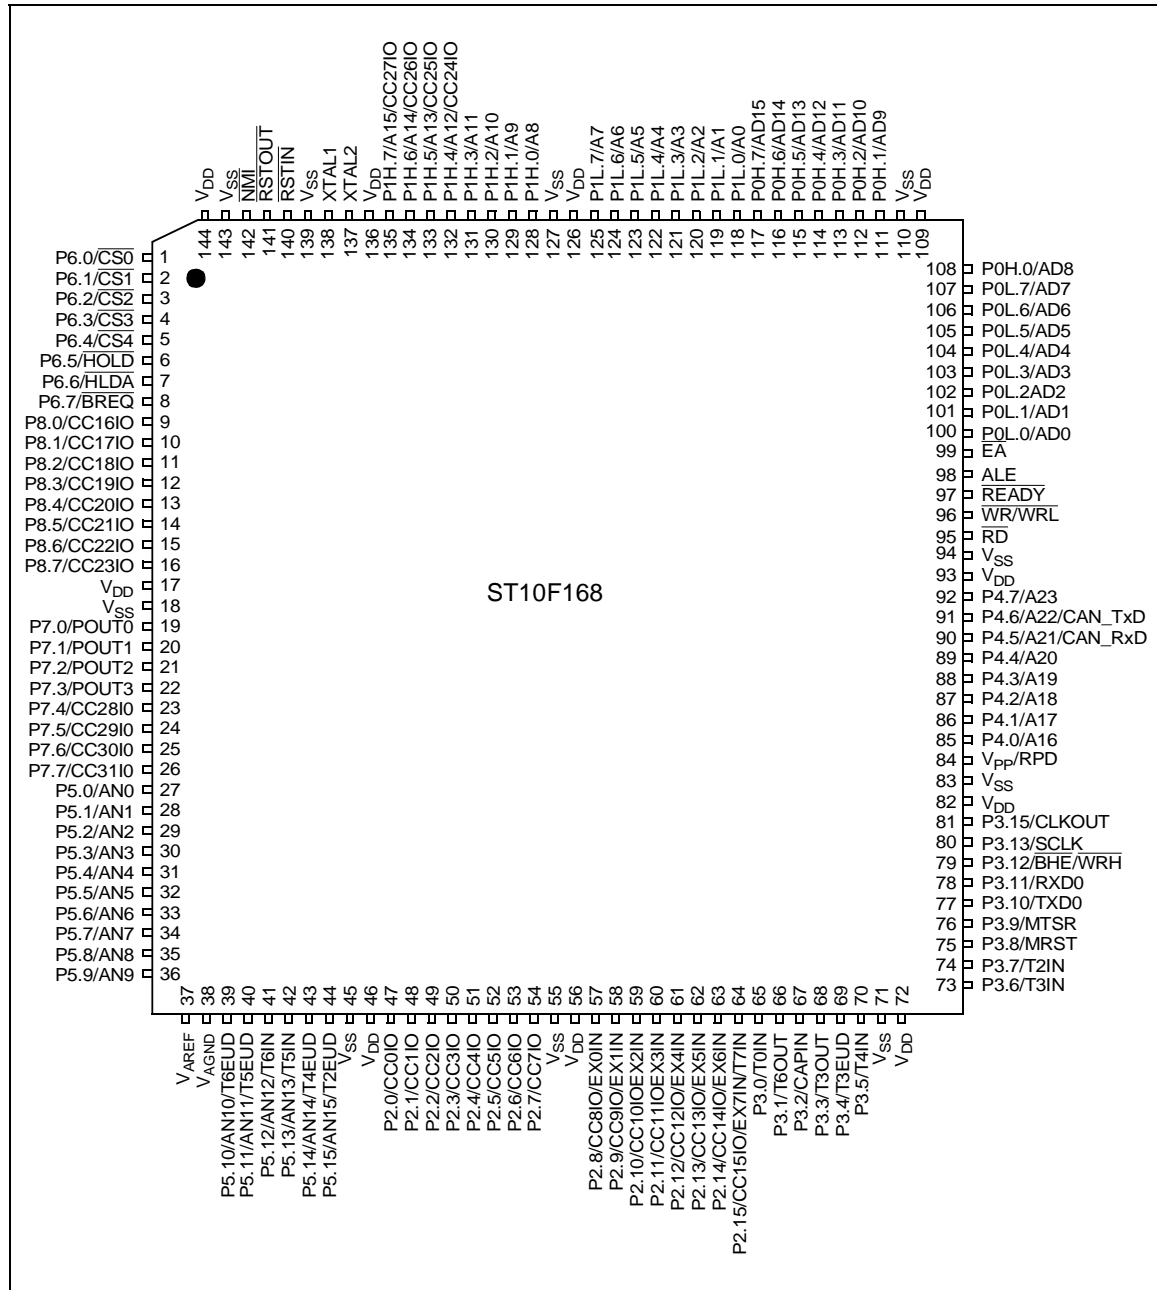 VDD
VSS
NMI
RSTOUT
RSTIN
VSS
XTAL1
XTAL2
VDD
P1H.7/A15/CC27IO
P1H.6/A14/CC26IO
P1H.5/A13/CC25IO
P1H.4/A12/CC24IO
P1H.3/A11
P1H.2/A10
P1H.1/A9
P1H.0/A8
VSS
VDD
P1L.7/A7
P1L.6/A6
P1L.5/A5
P1L.4/A4
P1L.3/A3
P1L.2/A2
P1L.1/A1
P1L.0/A0
P0H.7/AD15
P0H.6/AD14
P0H.5/AD13
P0H.4/AD12
P0H.3/AD11
P0H.2/AD10
P0H.1/AD9
VSS
VDD
144
143
142
141
140
139
138
137
136
135
134
133
132
131
130
129
128
127
126
125
124
123
122
121
120
119
118
117
116
115
114
113
112
111
110
109
P6.0/CS0 1
P6.1/CS1 2
P6.2/CS2 3
P6.3/CS3 4
P6.4/CS4 5
P6.5/HOLD 6
P6.6/HLDA 7
P6.7/BREQ 8
P8.0/CC16IO 9
P8.1/CC17IO 10
P8.2/CC18IO 11
P8.3/CC19IO 12
P8.4/CC20IO 13
P8.5/CC21IO 14
P8.6/CC22IO 15
P8.7/CC23IO 16
VDD 17
VSS 18
P7.0/POUT0 19
P7.1/POUT1 20
P7.2/POUT2 21
P7.3/POUT3 22
P7.4/CC28I0 23
P7.5/CC29I0 24
P7.6/CC30I0 25
P7.7/CC31I0 26
P5.0/AN0 27
P5.1/AN1 28
P5.2/AN2 29
P5.3/AN3 30
P5.4/AN4 31
P5.5/AN5 32
P5.6/AN6 33
P5.7/AN7 34
P5.8/AN8 35
P5.9/AN9 36
ST10F168
108 P0H.0/AD8
107 P0L.7/AD7
106 P0L.6/AD6
105 P0L.5/AD5
104 P0L.4/AD4
103 P0L.3/AD3
102 P0L.2AD2
101 P0L.1/AD1
100 P0L.0/AD0
99 EA
98 ALE
97 READY
96 WR/WRL
95 RD
94 VSS
93 VDD
92 P4.7/A23
91 P4.6/A22/CAN_TxD
90 P4.5/A21/CAN_RxD
89 P4.4/A20
88 P4.3/A19
87 P4.2/A18
86 P4.1/A17
85 P4.0/A16
84 VPP/RPD
83 VSS
82 VDD
81 P3.15/CLKOUT
80 P3.13/SCLK
79 P3.12/BHE/WRH
78 P3.11/RXD0
77 P3.10/TXD0
76 P3.9/MTSR
75 P3.8/MRST
74 P3.7/T2IN
73 P3.6/T3IN
37
38
39
40
41
42
43
44
45
46
47
48
49
50
51
52
53
54
55
56
57
58
59
60
61
62
63
64
65
66
67
68
69
70
71
72
VAREF
VAGND
P5.10/AN10/T6EUD
P5.11/AN11/T5EUD
P5.12/AN12/T6IN
P5.13/AN13/T5IN
P5.14/AN14/T4EUD
P5.15/AN15/T2EUD
VSS
VDD
P2.0/CC0IO
P2.1/CC1IO
P2.2/CC2IO
P2.3/CC3IO
P2.4/CC4IO
P2.5/CC5IO
P2.6/CC6IO
P2.7/CC7IO
VSS
VDD
P2.8/CC8IO/EX0IN
P2.9/CC9IO/EX1IN
P2.10/CC10IOEX2IN
P2.11/CC11IOEX3IN
P2.12/CC12IO/EX4IN
P2.13/CC13IO/EX5IN
P2.14/CC14IO/EX6IN
P2.15/CC15IO/EX7IN/T7IN
P3.0/T0IN
P3.1/T6OUT
P3.2/CAPIN
P3.3/T3OUT
P3.4/T3EUD
P3.5/T4IN
VSS
VDD